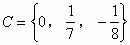 C = {0, 1/7, -1/8}